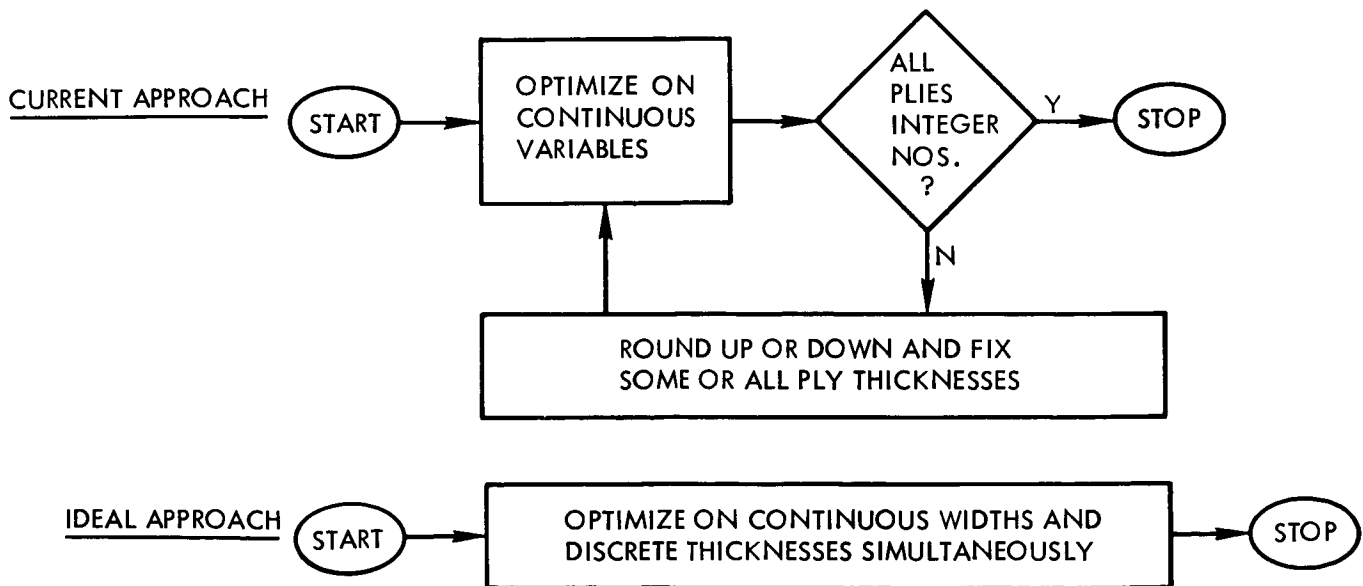 CURRENT APPROACH
START
OPTIMIZE ON
CONTINUOUS
VARIABLES
ALL
PLIES
INTEGER
NOS.
?
Y
STOP
N
ROUND UP OR DOWN AND FIX
SOME OR ALL PLY THICKNESSES
IDEAL APPROACH
START
OPTIMIZE ON CONTINUOUS WIDTHS AND
DISCRETE THICKNESSES SIMULTANEOUSLY
STOP